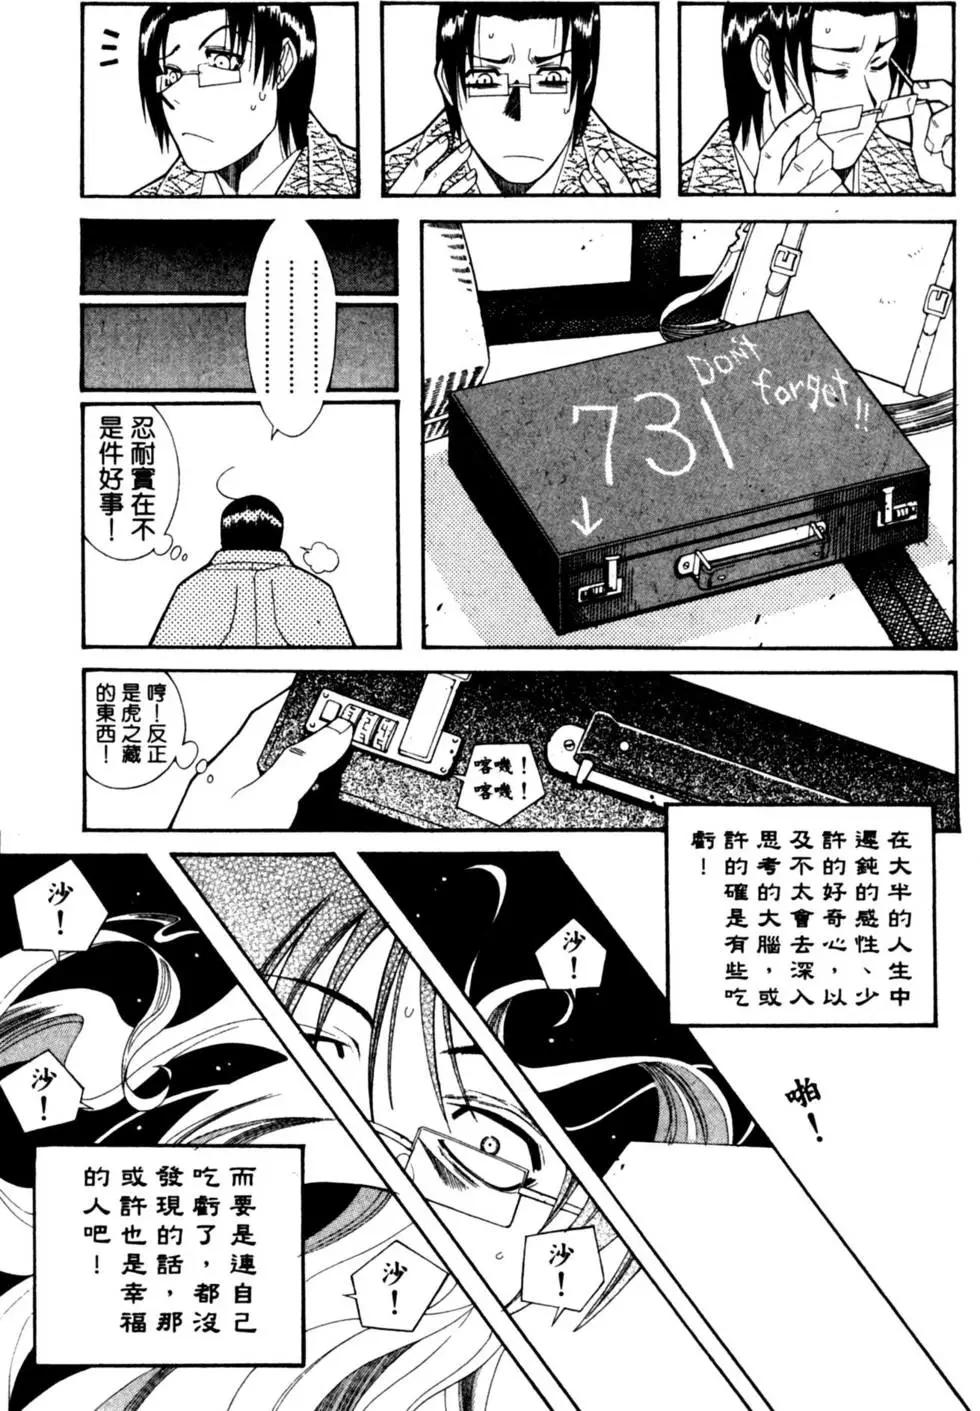 Don't
forget!!
731
…………………
忍耐實在不
是件好事！
喀嘰！
喀嘰！
哼！反正
是虎之藏
的東西！
在大半的人生中
遲鈍的感性、少
許的好奇心，以
及不太會去深入
思考的大腦，或
許的確是有些吃
虧！
啪！
沙！
沙！
沙！
沙！
沙！
而要是連自己
吃虧了，都沒
發現的話，那
或許也是幸福
的人吧！